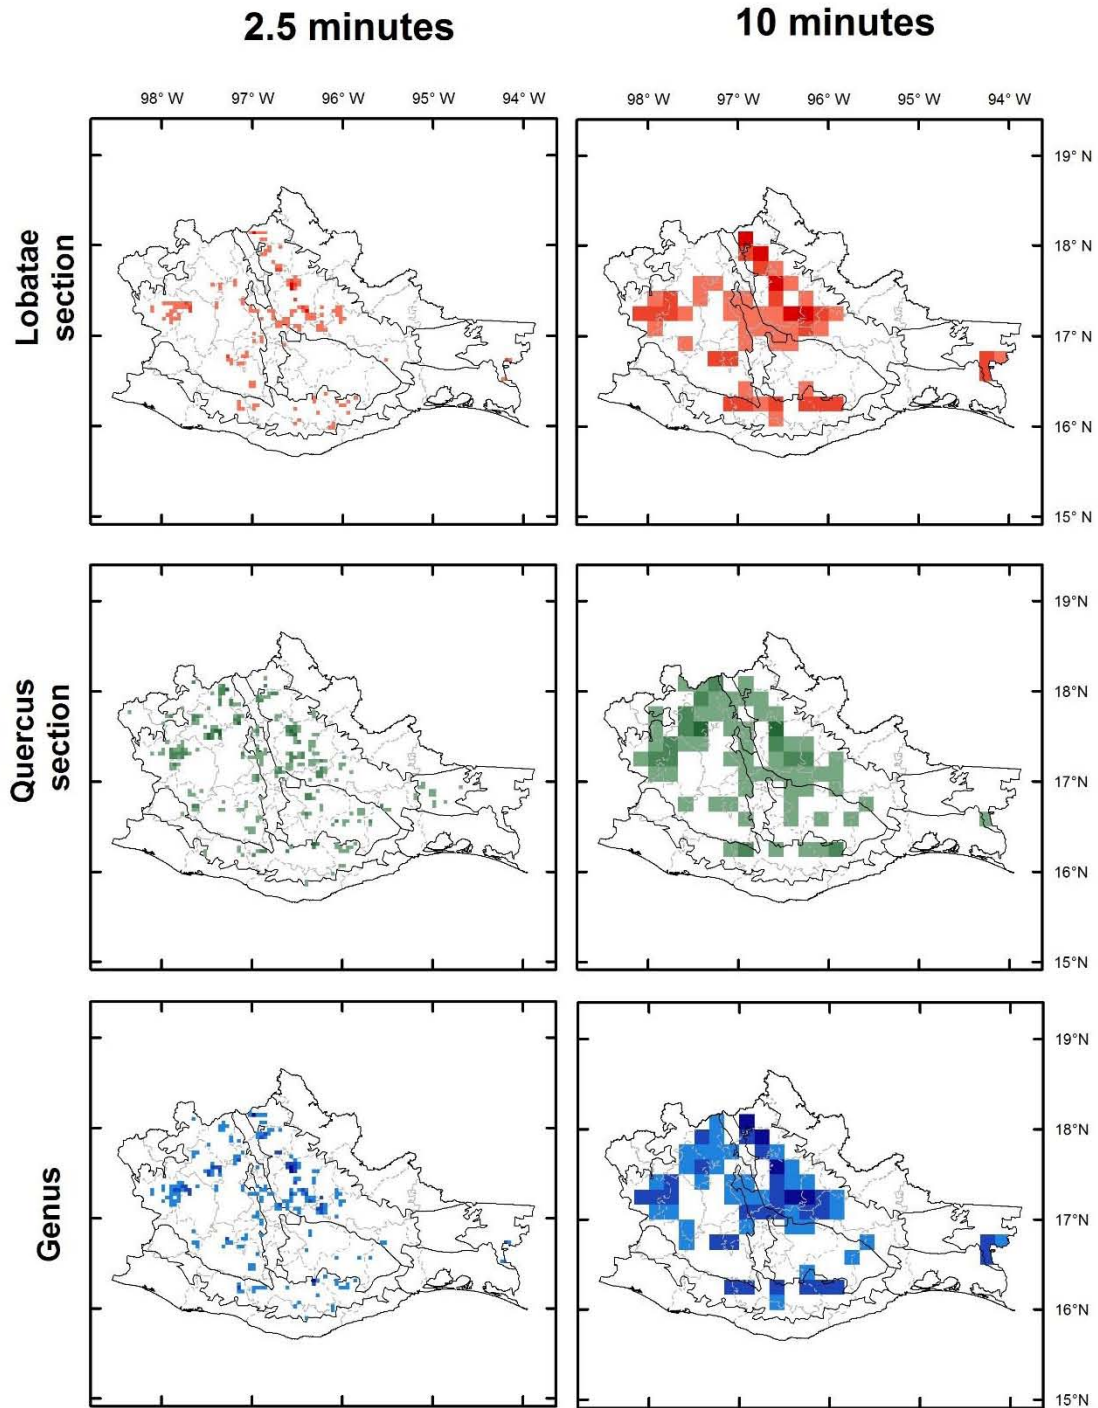 2.5 minutes
10 minutes
98° W 97° W 96° W 95° W 94° W
98° W 97° W 96° W 95° W 94° W
Lobatae
section
19° N
18° N
17° N
16° N
15° N
Quercus
section
19°N
18°N
17°N
16°N
15°N
Genus
19°N
18°N
17°N
16°N
15°N